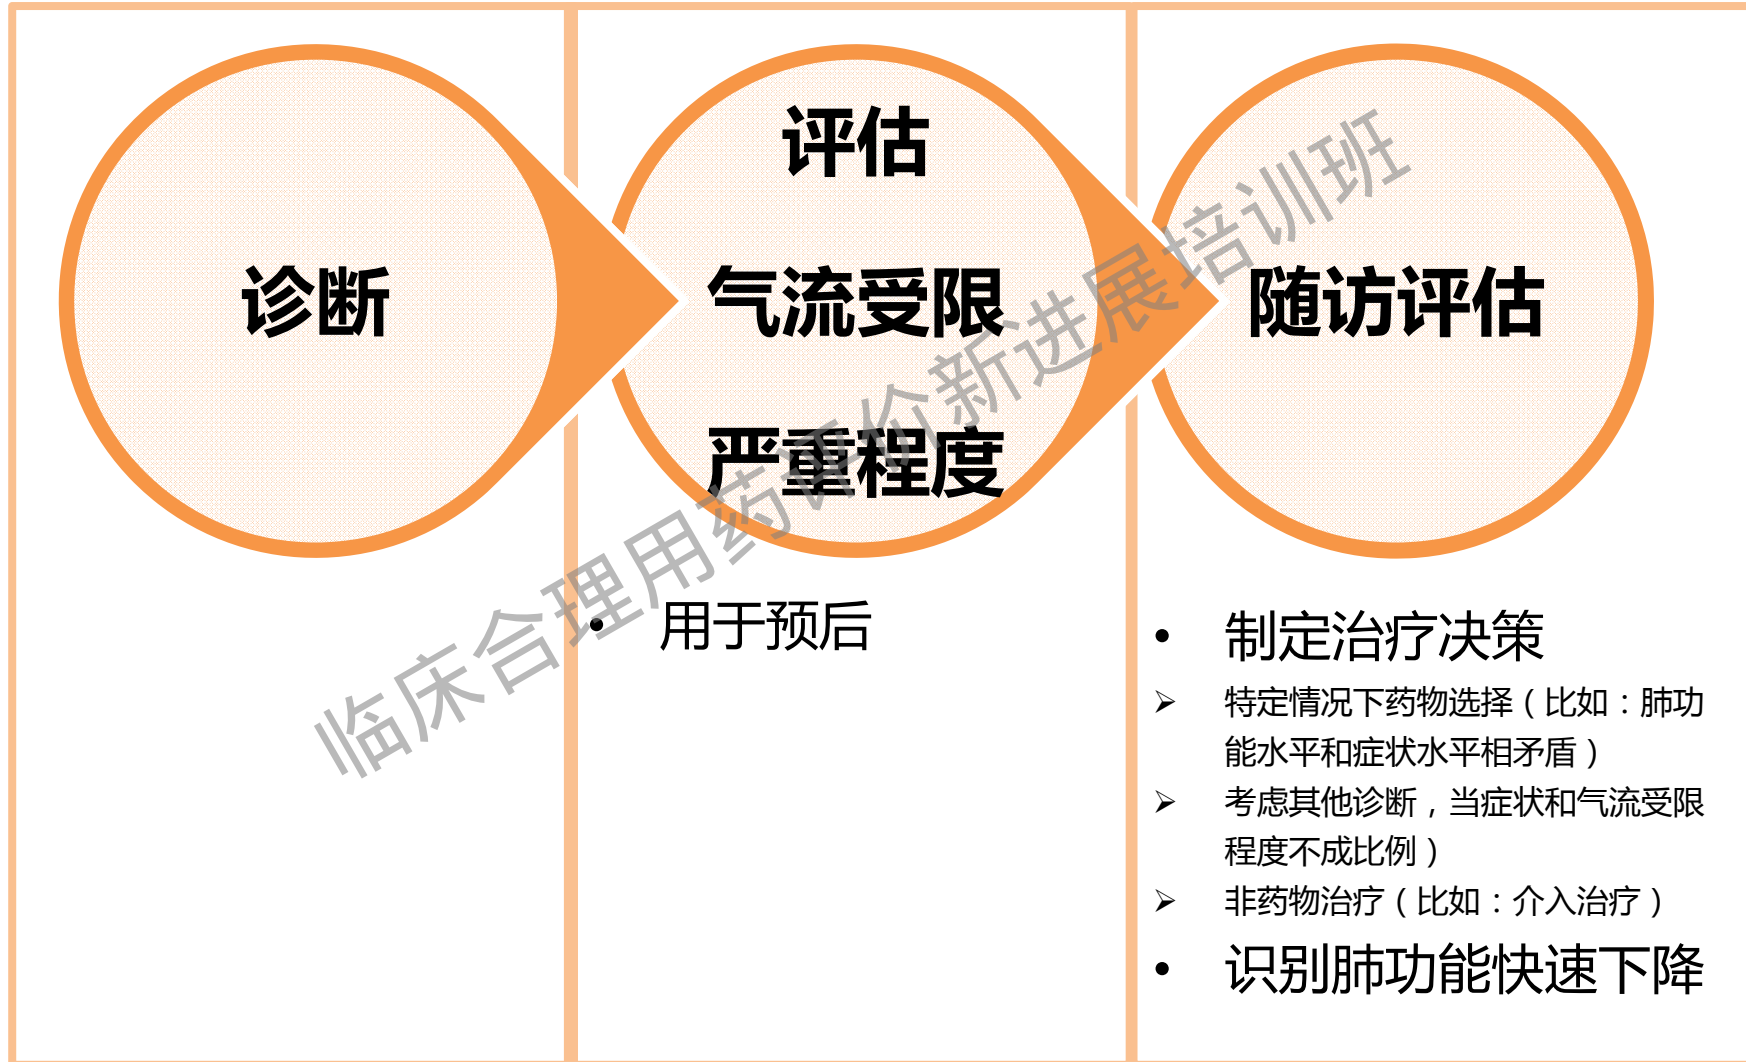 诊断
评估
气流受限
严重程度
随访评估
• 用于预后
• 制定治疗决策
➢ 特定情况下药物选择（比如：肺功
能水平和症状水平相矛盾）
➢ 考虑其他诊断，当症状和气流受限
程度不成比例）
➢ 非药物治疗（比如：介入治疗）
• 识别肺功能快速下降
临床合理用药评价新进展培训班